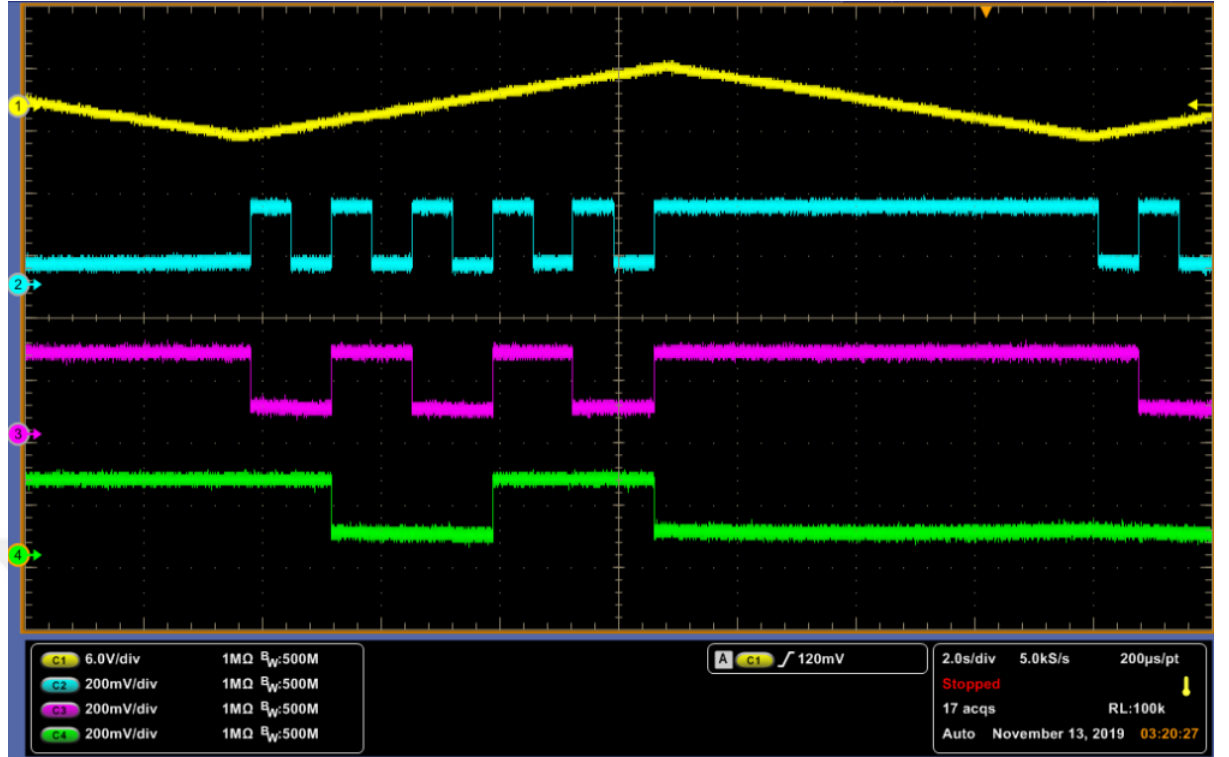 1
2
3
4
C1 6.0V/div 1MΩ BW:500M
C2 200mV/div 1MΩ BW:500M
C3 200mV/div 1MΩ BW:500M
C4 200mV/div 1MΩ BW:500M
A C1 120mV
2.0s/div 5.0kS/s 200µs/pt
Stopped
17 acqs RL:100k
Auto November 13, 2019 03:20:27